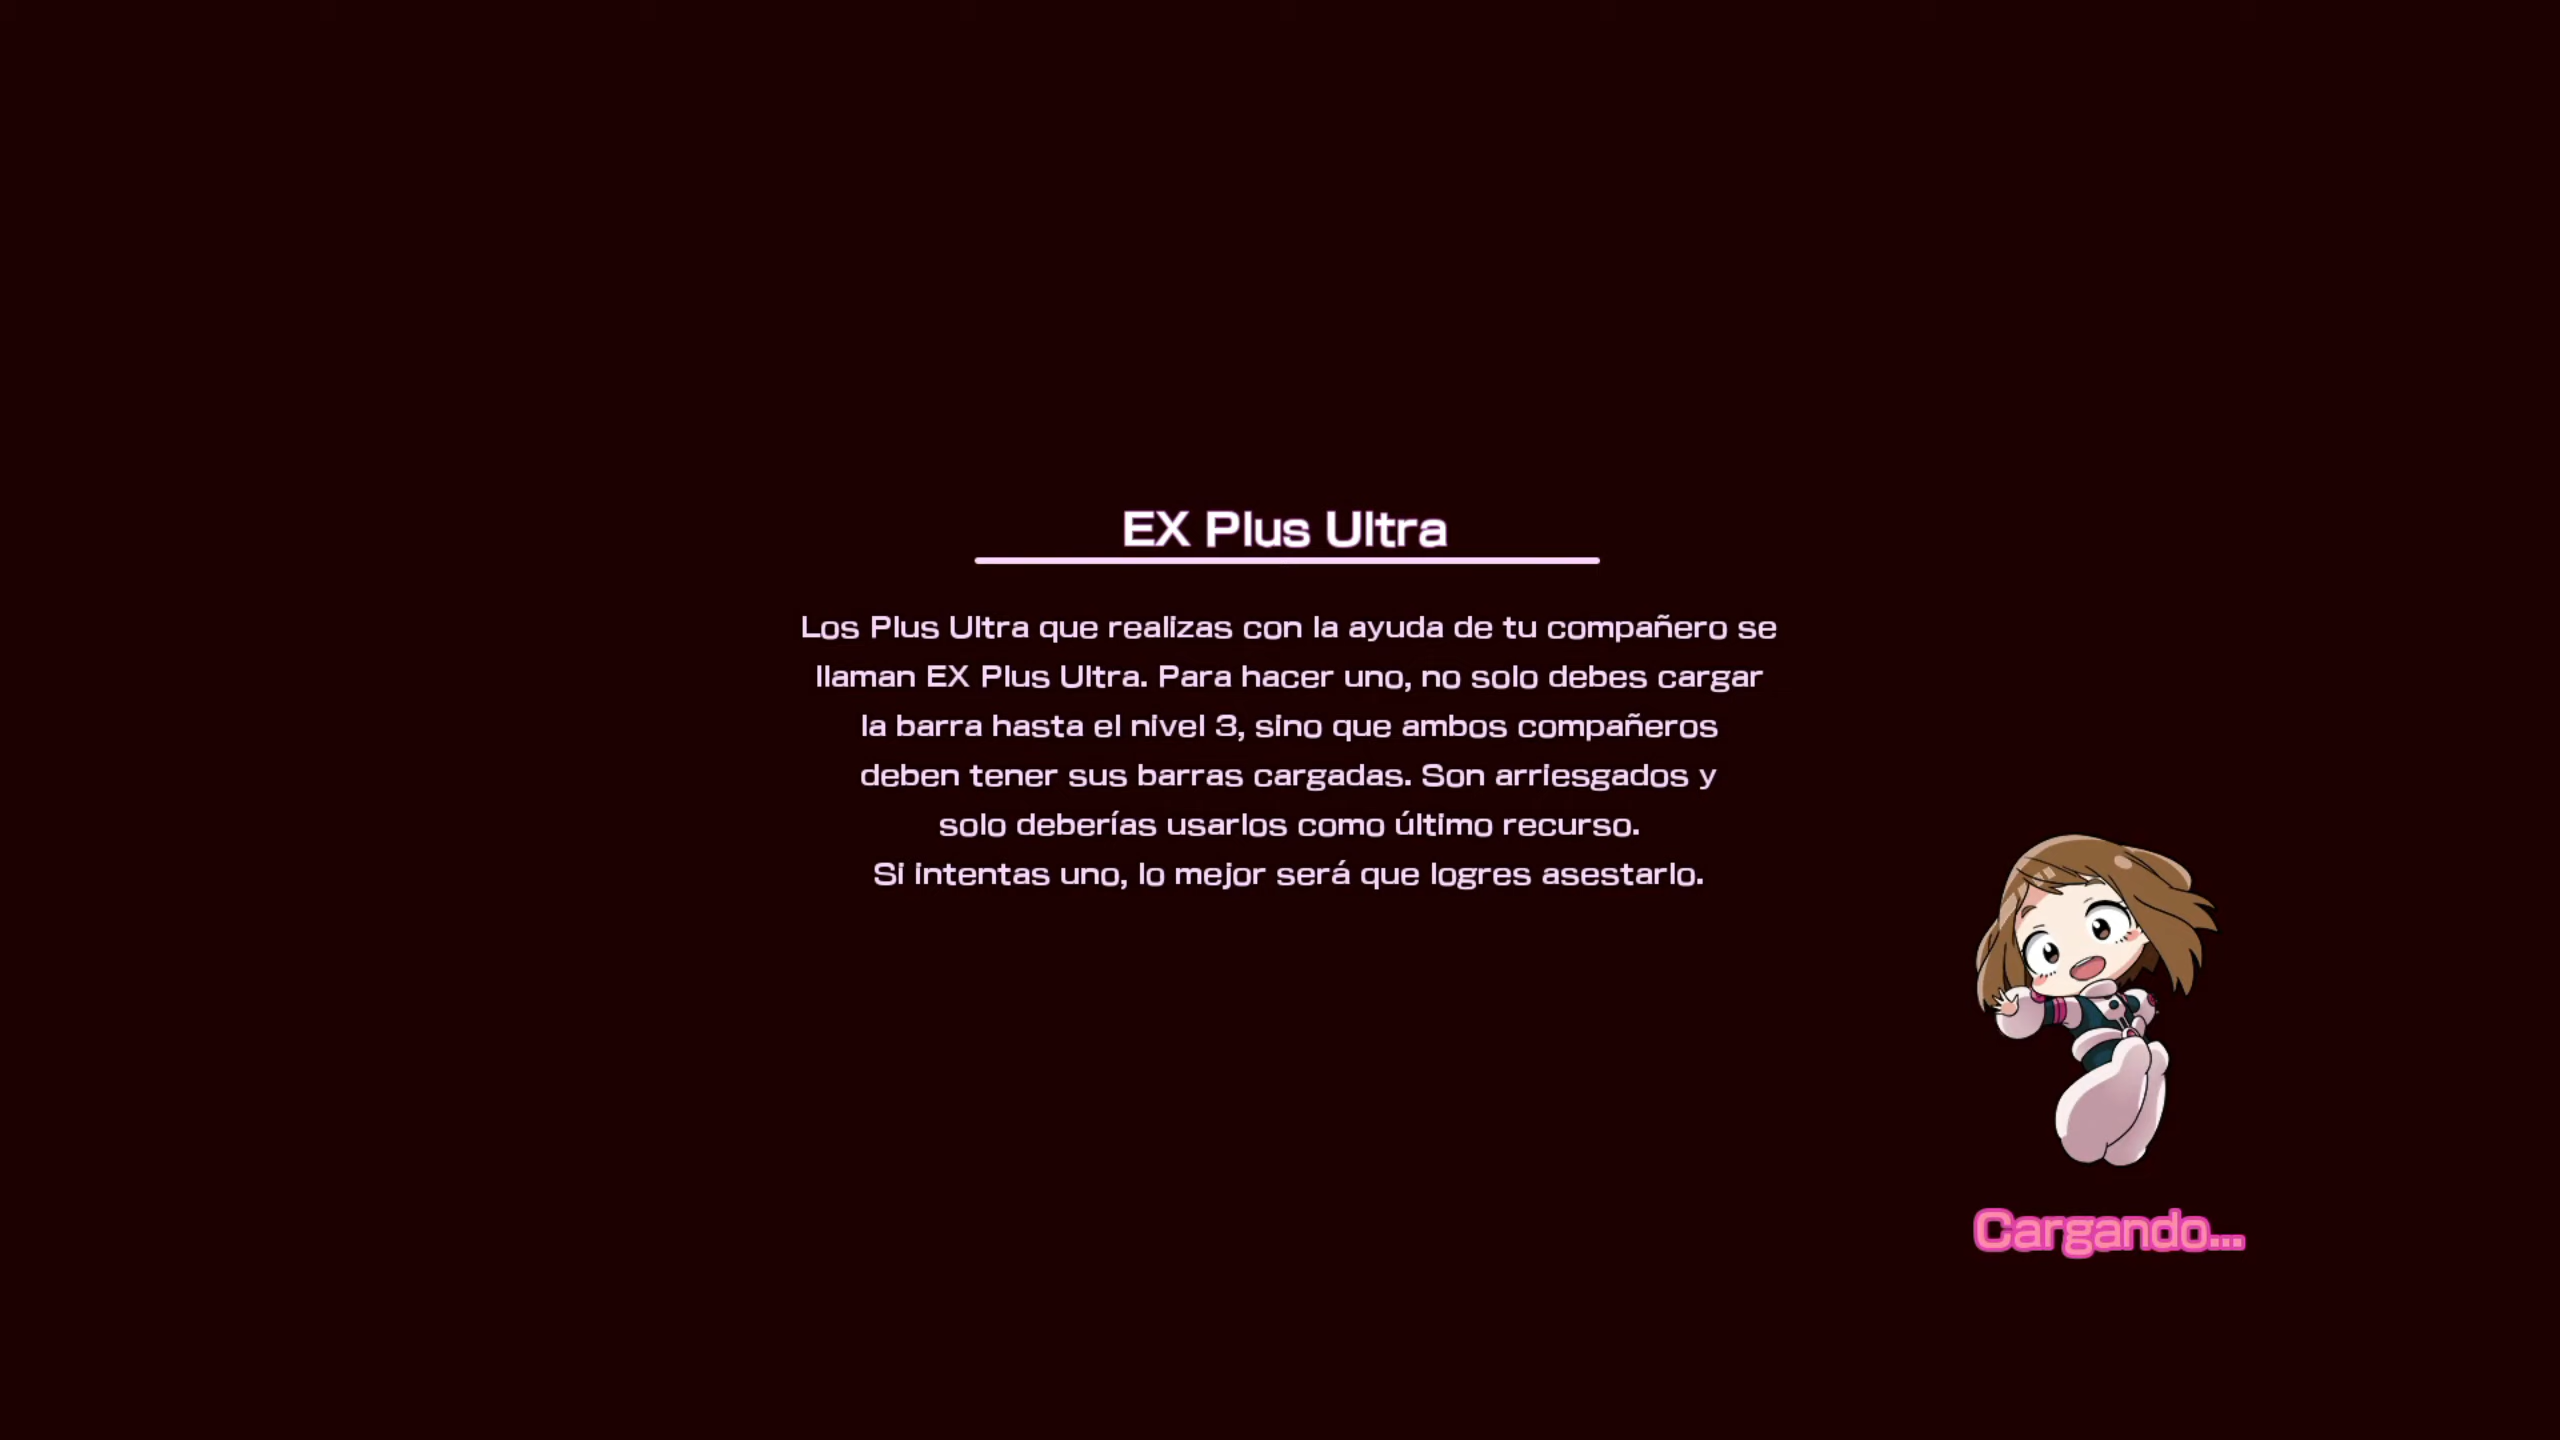 EX Plus Ultra
Los Plus Ultra que realizas con la ayuda de tu compañero se
llaman EX Plus Ultra. Para hacer uno, no solo debes cargar
la barra hasta el nivel 3, sino que ambos compañeros
deben tener sus barras cargadas. Son arriesgados y
solo deberías usarlos como último recurso.
Si intentas uno, lo mejor será que logres asestarlo.
Cargando...